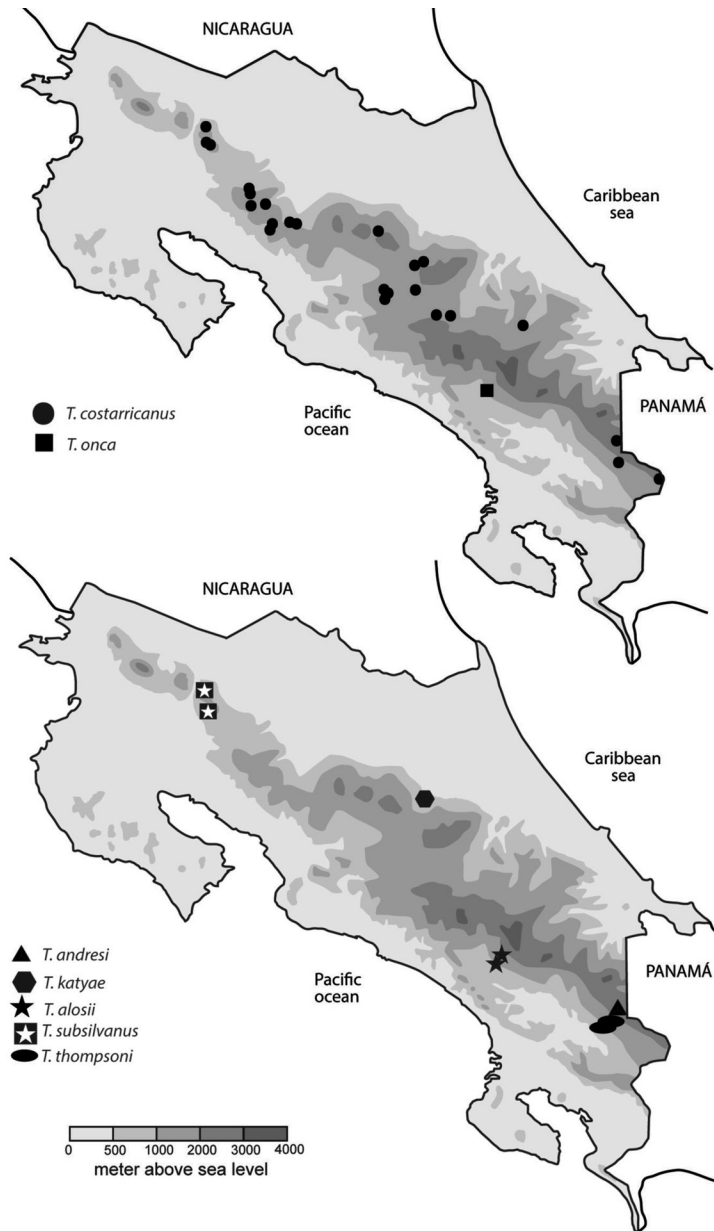 NICARAGUA
Caribbean
sea
Pacific
ocean
PANAMÁ
T. costarricanus
T. onca
NICARAGUA
Caribbean
sea
Pacific
ocean
PANAMÁ
T. andresi
T. katyae
T. alosii
T. subsilvanus
T. thompsoni
0 500 1000 2000 3000 4000
meter above sea level